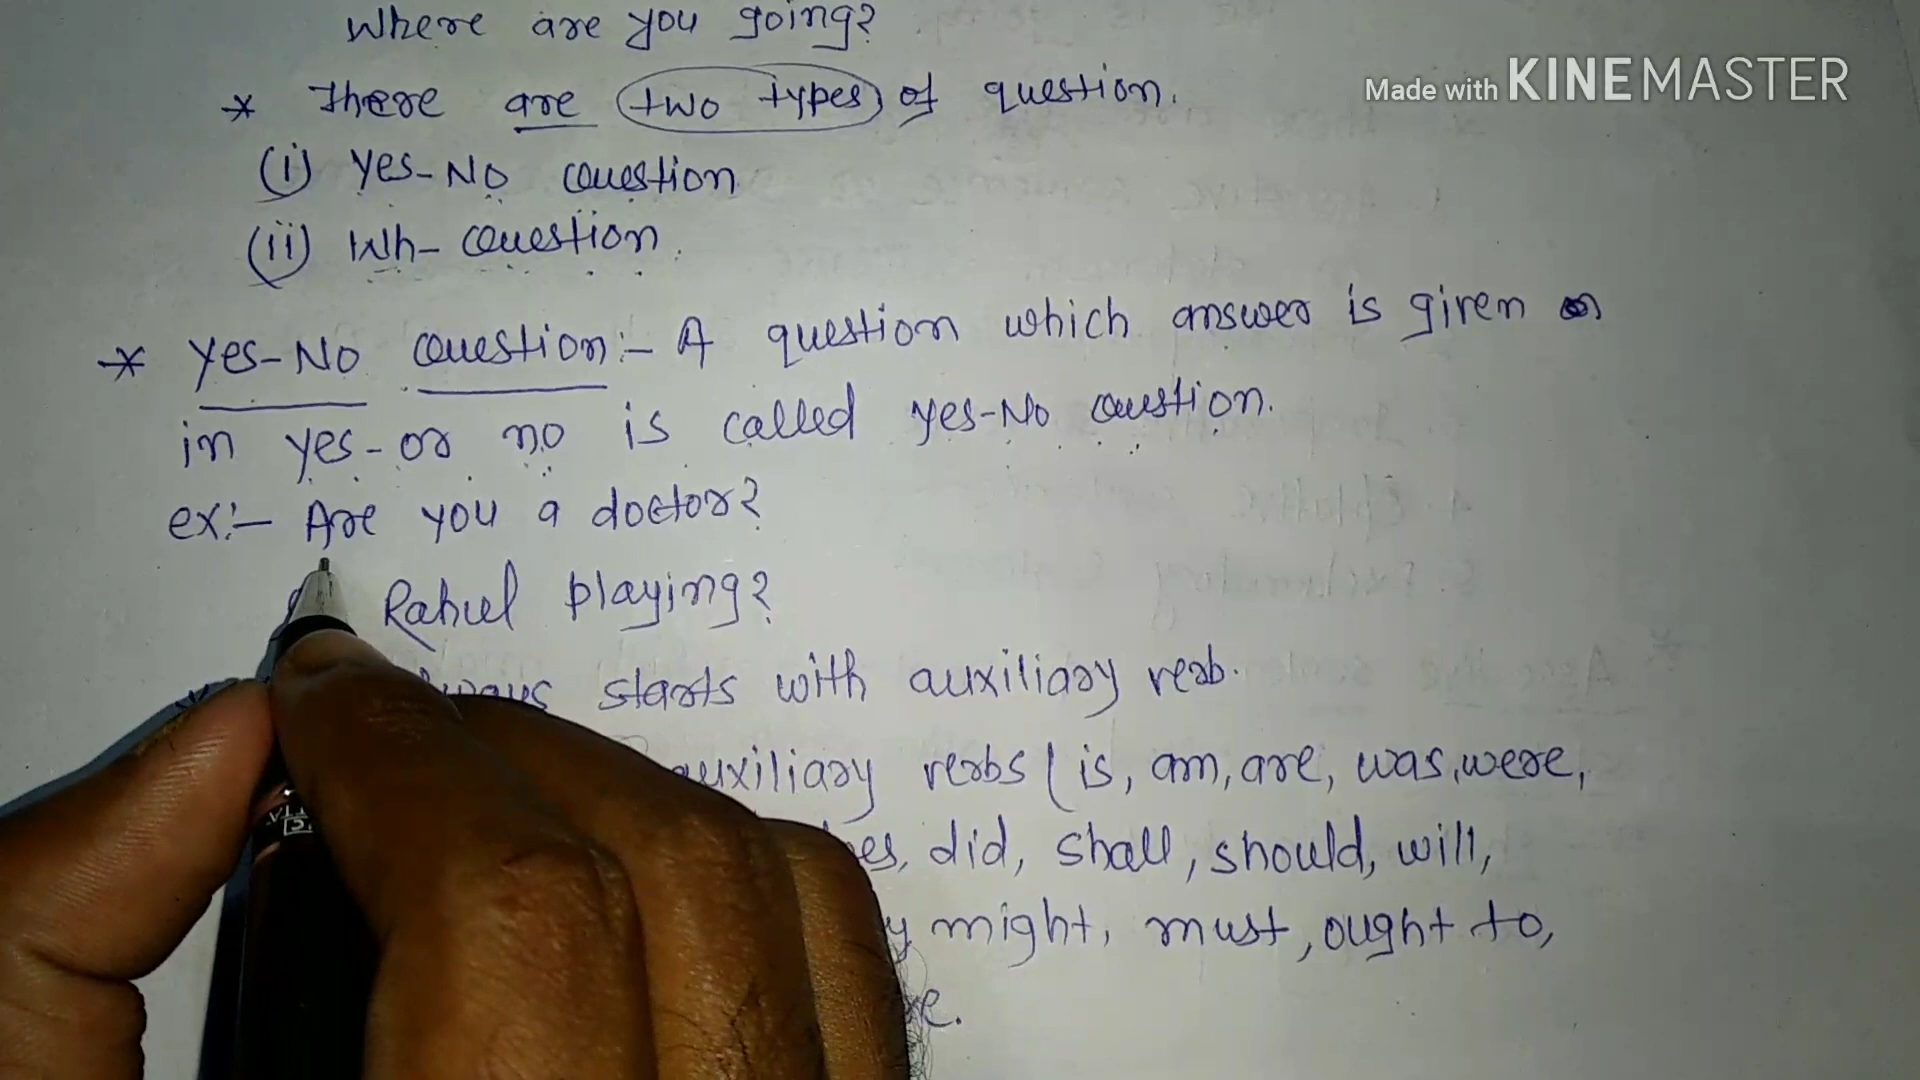 Where are you going?
Made with KINEMASTER
* There are two types of question.
(i) Yes-No Question
(ii) Wh- Question.
* Yes-No Question:- A question which answer is given
in yes-or no is called yes-No Question.
ex:- Are you a doctor?
Rahul playing?
starts with auxiliary verb.
auxiliary verbs (is, am, are, was, were,
did, shall, should, will,
might, must, ought to,